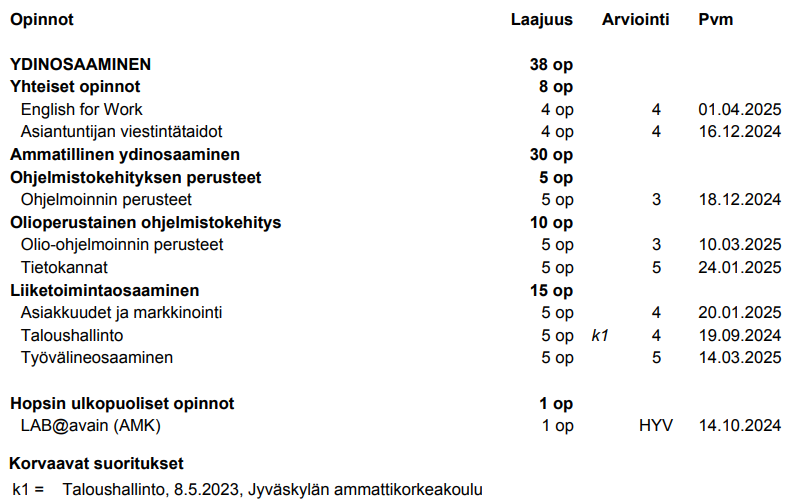 Opinnot Laajuus Arviointi Pvm
YDINOSAAMINEN 38 op
Yhteiset opinnot 8 op
English for Work 4 op 4 01.04.2025
Asiantuntijan viestintätaidot 4 op 4 16.12.2024
Ammatillinen ydinosaaminen 30 op
Ohjelmistokehityksen perusteet 5 op
Ohjelmoinnin perusteet 5 op 3 18.12.2024
Olioperustainen ohjelmistokehitys 10 op
Olio-ohjelmoinnin perusteet 5 op 3 10.03.2025
Tietokannat 5 op 5 24.01.2025
Liiketoimintaosaaminen 15 op
Asiakkuudet ja markkinointi 5 op 4 20.01.2025
Taloushallinto 5 op k1 4 19.09.2024
Työvälineosaaminen 5 op 5 14.03.2025
Hopsin ulkopuoliset opinnot 1 op
LAB@avain (AMK) 1 op HYV 14.10.2024
Korvaavat suoritukset
k1 = Taloushallinto, 8.5.2023, Jyväskylän ammattikorkeakoulu